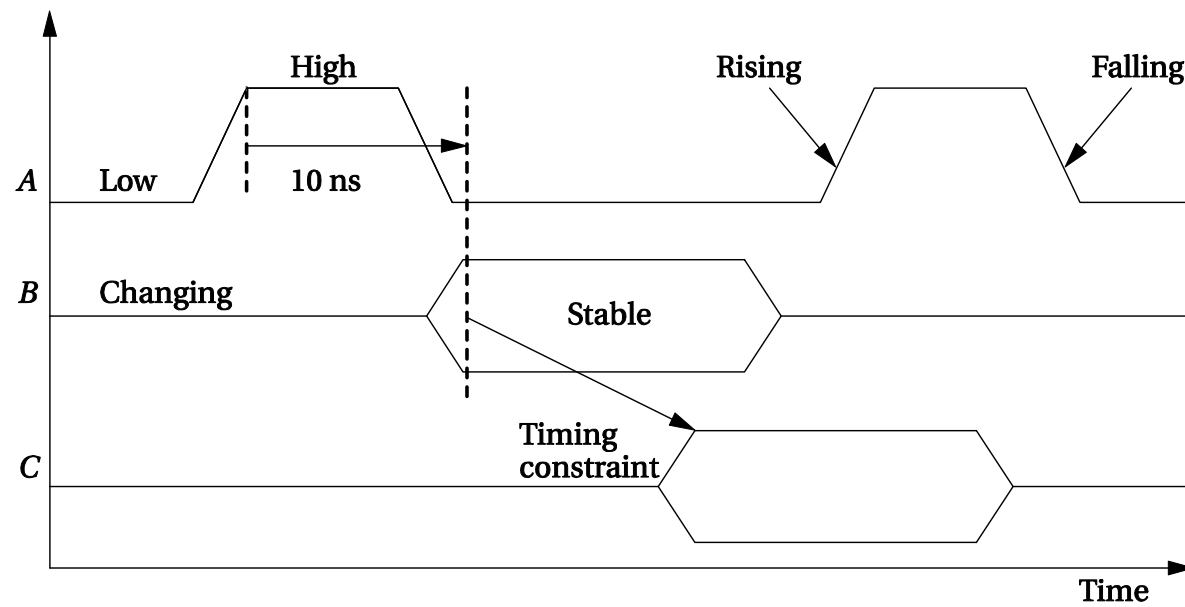 High
Rising
Falling
A
Low
10 ns
B
Changing
Stable
Timing
constraint
C
Time